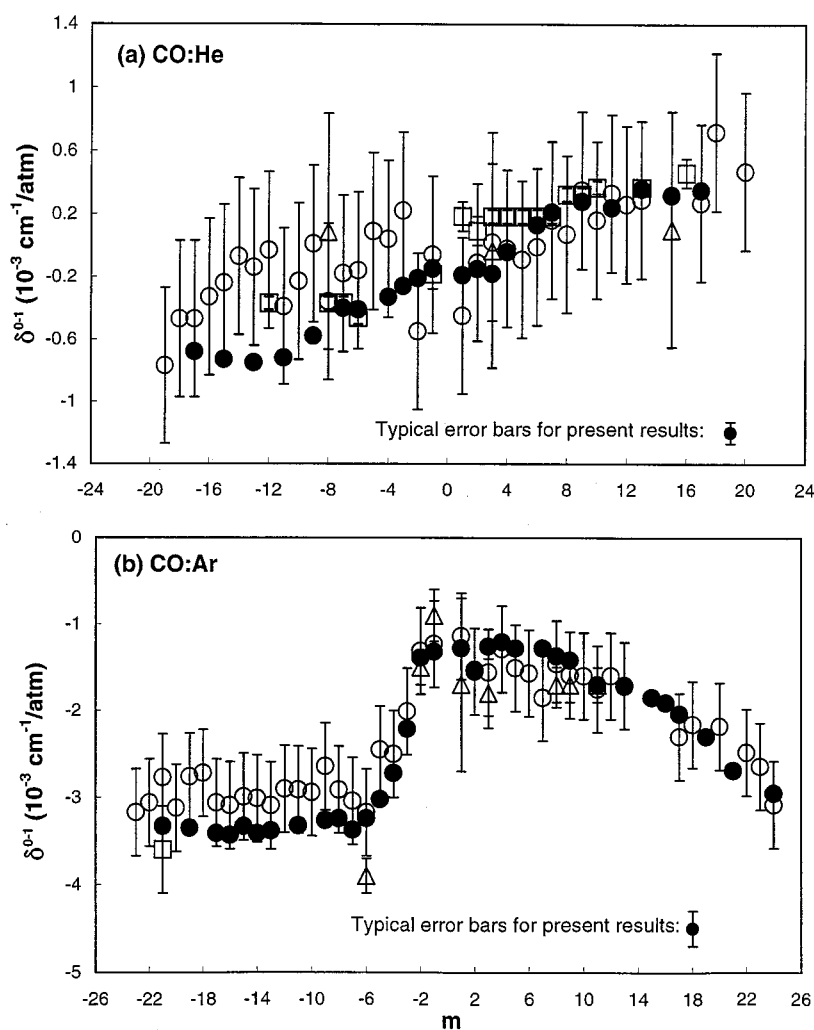 1.4
(a) CO:He
1
0.6
0.2
-0.2
-0.6
-1
-1.4
δ⁰⁻¹ (10⁻³ cm⁻¹/atm)
Typical error bars for present results:
-24 -20 -16 -12 -8 -4 0 4 8 12 16 20 24
0
(b) CO:Ar
-1
-2
-3
-4
-5
δ⁰⁻¹ (10⁻³ cm⁻¹/atm)
Typical error bars for present results:
-26 -22 -18 -14 -10 -6 -2 2 6 10 14 18 22 26
m